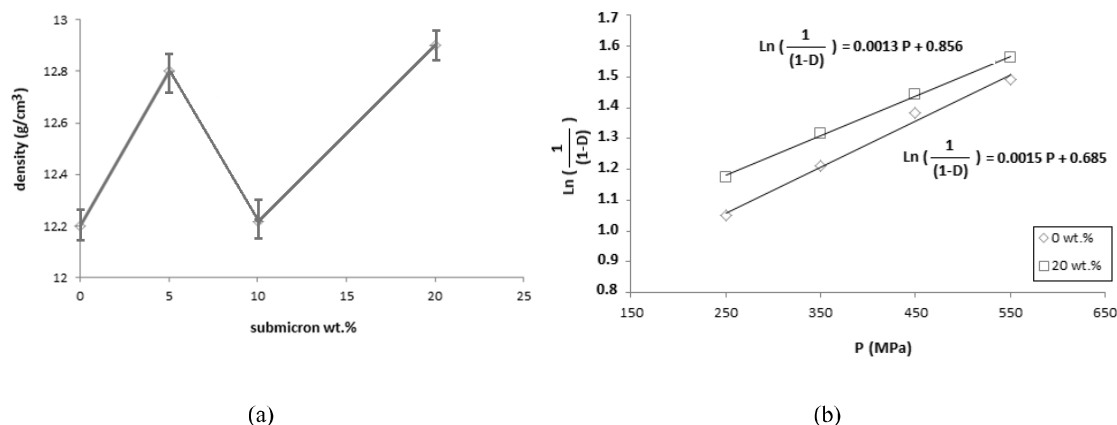 13
12.8
12.6
12.4
12.2
12
0
5
10
15
20
25
density (g/cm³)
submicron wt.%
(a)
1.7
1.6
1.5
1.4
1.3
1.2
1.1
1.0
0.9
0.8
150
250
350
450
550
650
Ln ( 1 / (1-D) )
P (MPa)
Ln ( 1 / (1-D) ) = 0.0013 P + 0.856
Ln ( 1 / (1-D) ) = 0.0015 P + 0.685
0 wt.%
20 wt.%
(b)